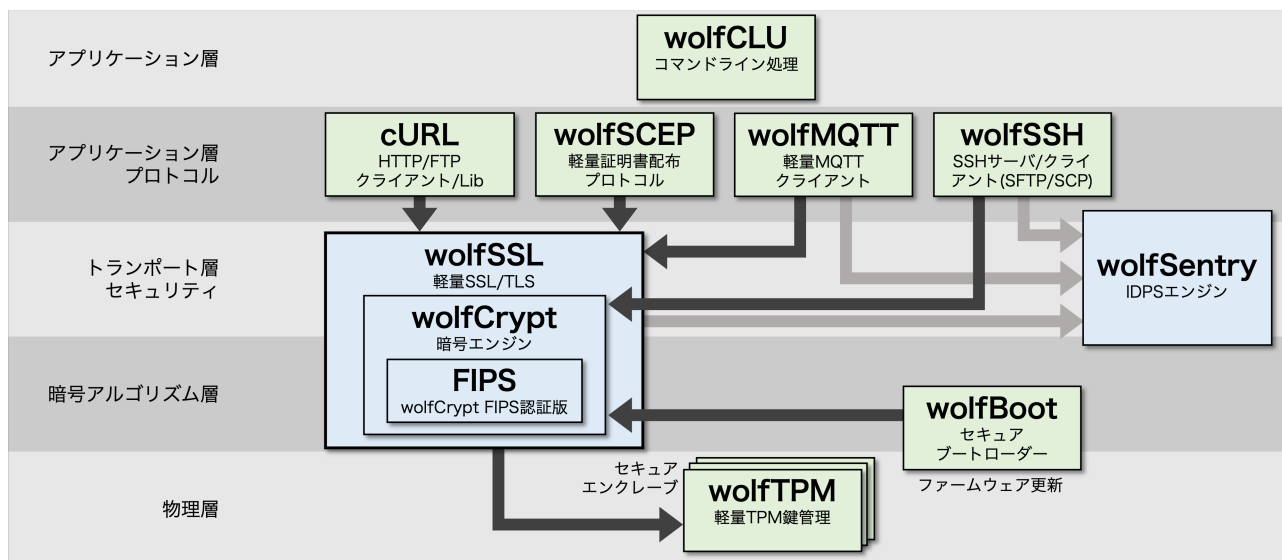 アプリケーション層
wolfCLU
コマンドライン処理
アプリケーション層
プロトコル
cURL
HTTP/FTP
クライアント/Lib
wolfSCEP
軽量証明書配布
プロトコル
wolfMQTT
軽量MQTT
クライアント
wolfSSH
SSHサーバ/クライ
アント(SFTP/SCP)
トランポート層
セキュリティ
wolfSSL
軽量SSL/TLS
wolfCrypt
暗号エンジン
FIPS
wolfCrypt FIPS認証版
wolfSentry
IDPSエンジン
暗号アルゴリズム層
wolfBoot
セキュア
ブートローダー
ファームウェア更新
物理層
セキュア
エンクレーブ
wolfTPM
軽量TPM鍵管理